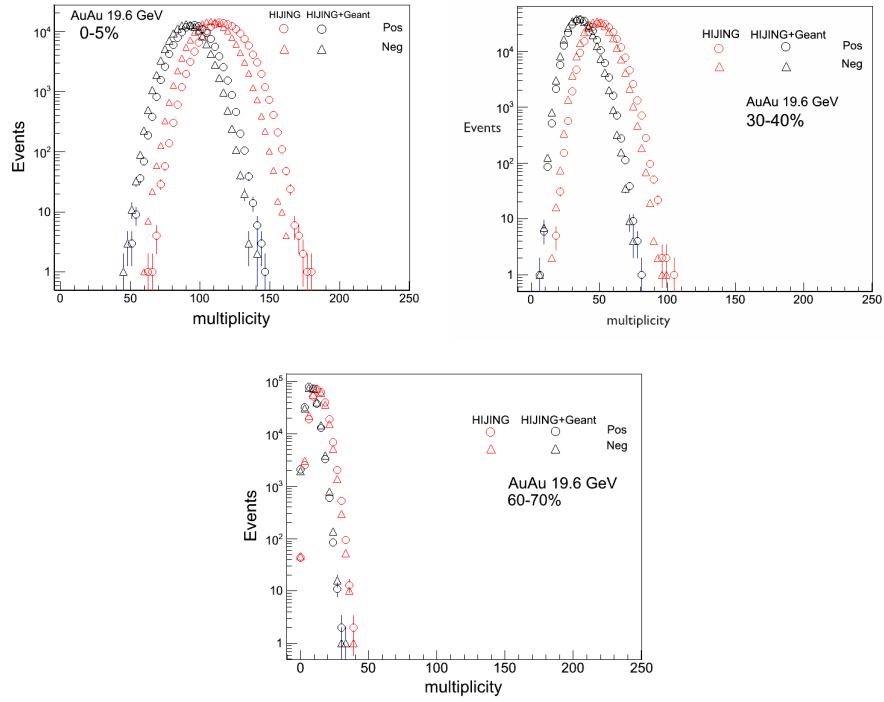 AuAu 19.6 GeV
0-5%
HIJING HIJING+Geant
Pos
Neg
10⁴
10³
10²
10
1
Events
0 50 100 150 200 250
multiplicity
HIJING HIJING+Geant
Pos
Neg
AuAu 19.6 GeV
30-40%
10⁴
10³
10²
10
1
Events
0 50 100 150 200 250
multiplicity
HIJING HIJING+Geant
Pos
Neg
AuAu 19.6 GeV
60-70%
10⁵
10⁴
10³
10²
10
1
Events
0 50 100 150 200 250
multiplicity